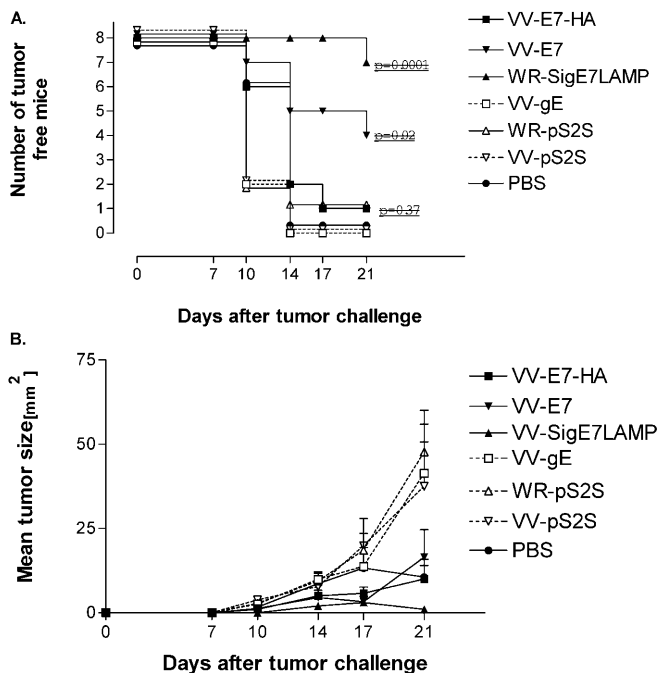 A.
Number of tumor
free mice
8
7
6
5
4
3
2
1
0
p=0.0001
p=0.02
p=0.37
0
7
10
14
17
21
Days after tumor challenge
VV-E7-HA
VV-E7
WR-SigE7LAMP
VV-gE
WR-pS2S
VV-pS2S
PBS
B.
Mean tumor size[mm2]
75
50
25
0
0
7
10
14
17
21
Days after tumor challenge
VV-E7-HA
VV-E7
VV-SigE7LAMP
VV-gE
WR-pS2S
VV-pS2S
PBS